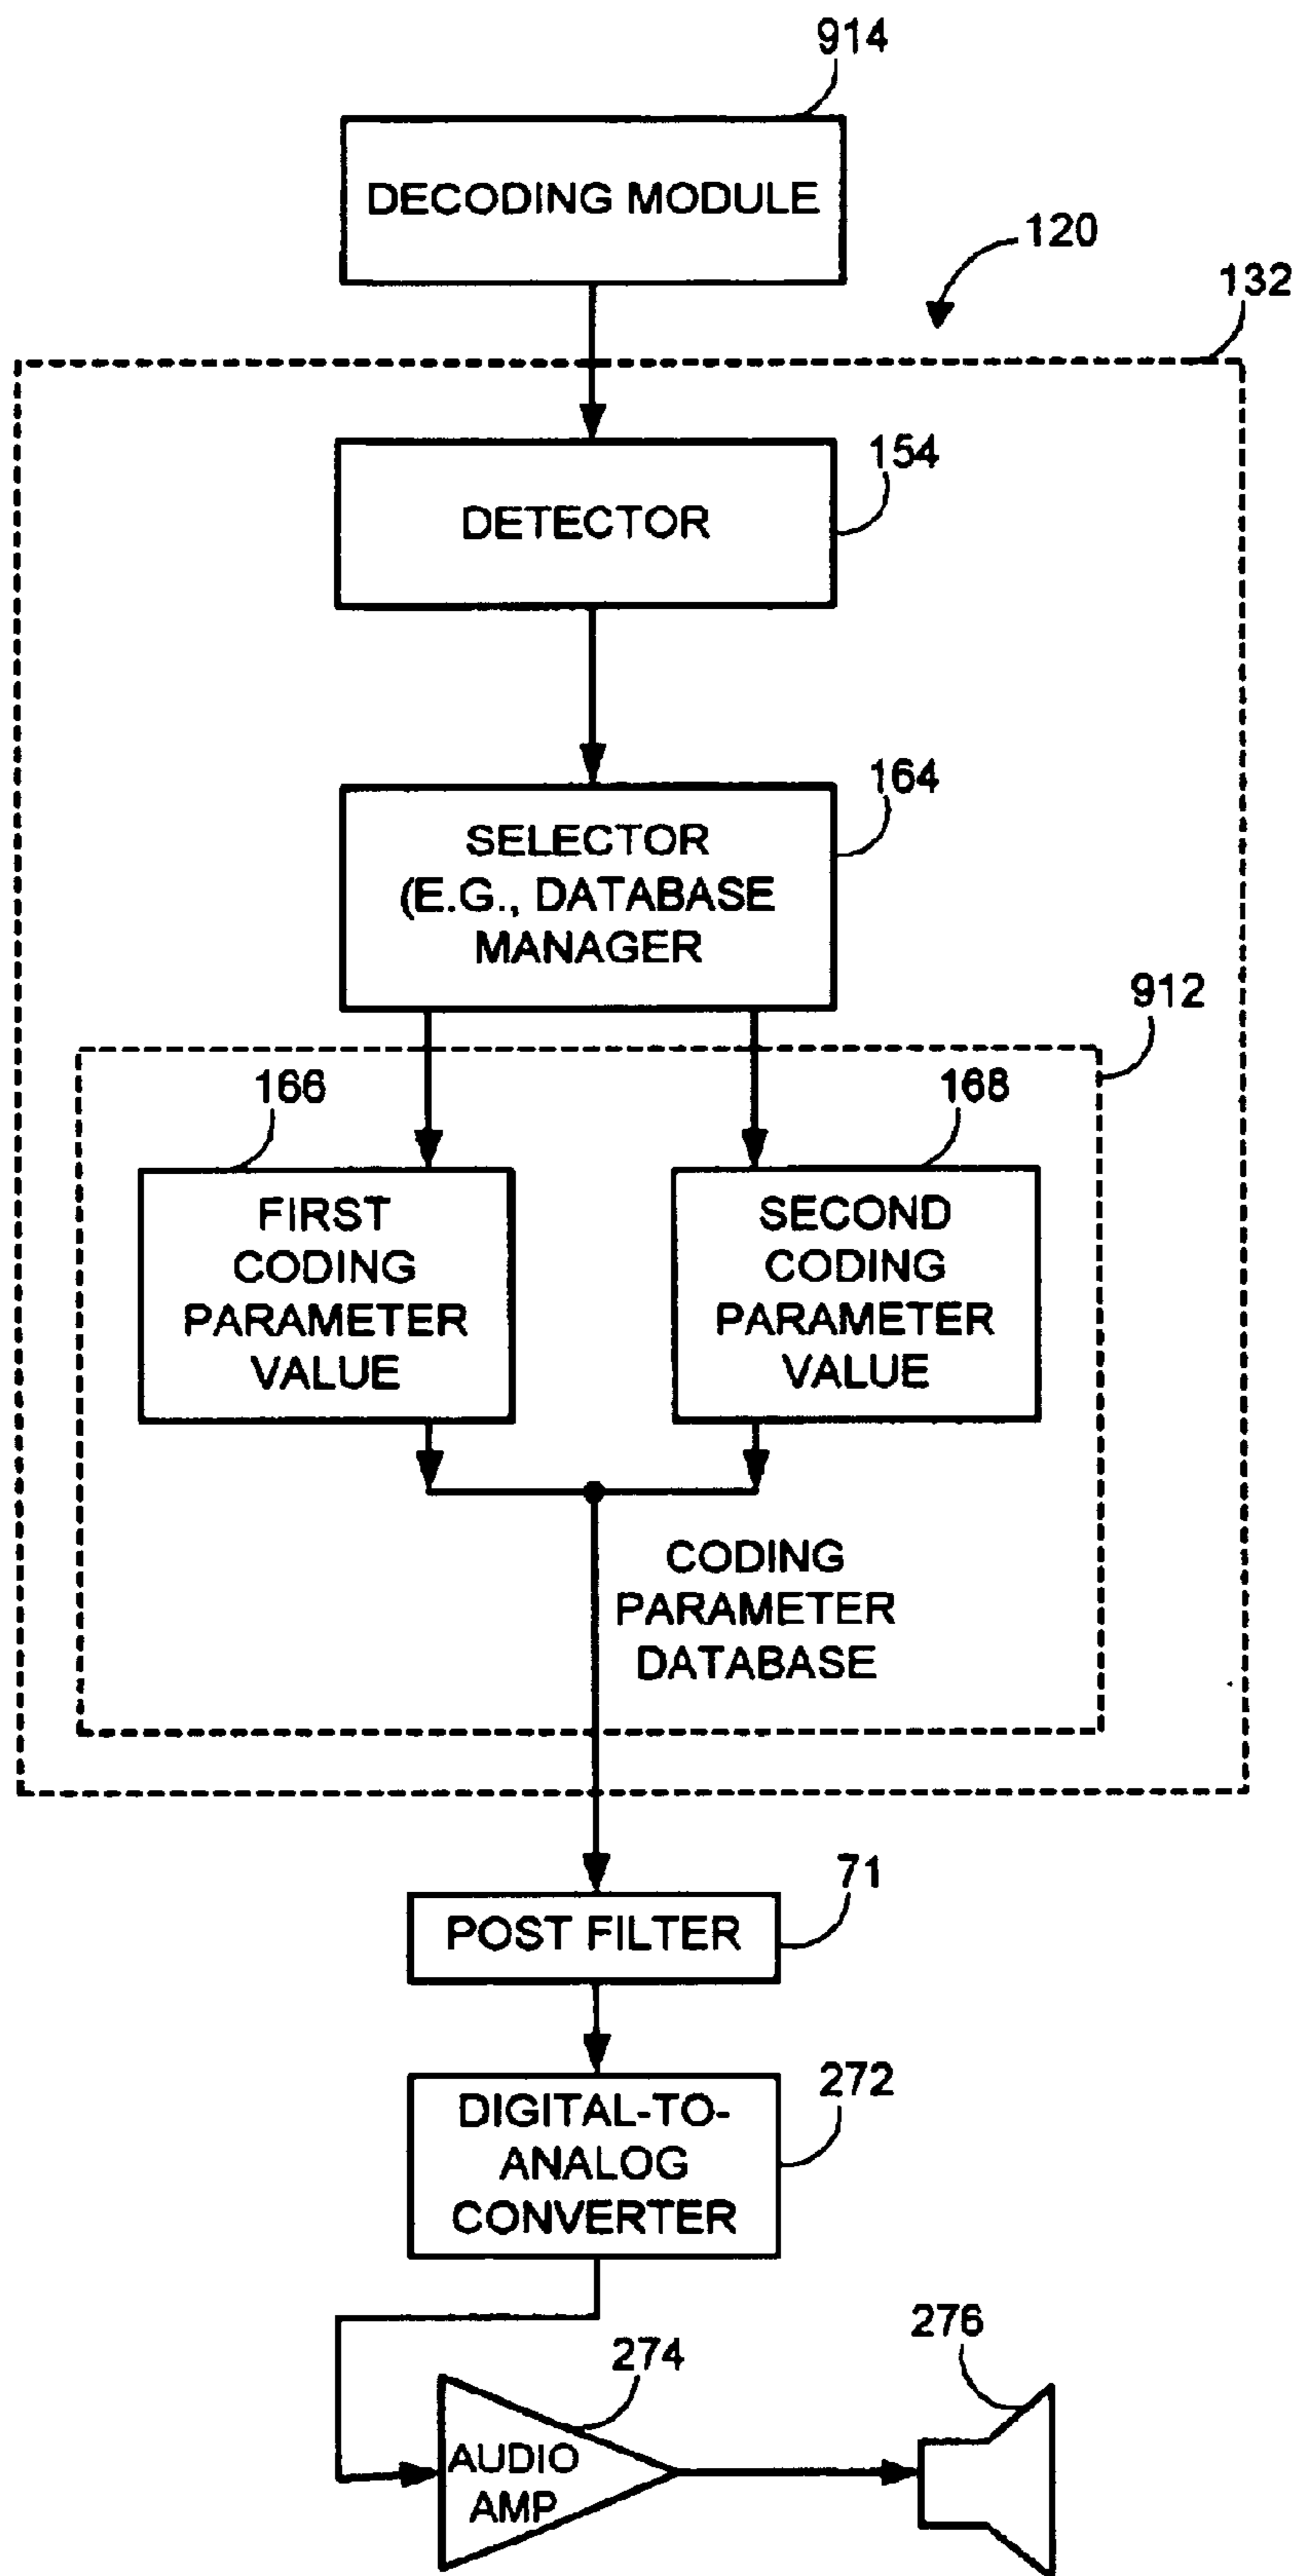 914
DECODING MODULE
120
132
154
DETECTOR
164
SELECTOR
(E.G., DATABASE
MANAGER
912
166
168
FIRST
CODING
PARAMETER
VALUE
SECOND
CODING
PARAMETER
VALUE
CODING
PARAMETER
DATABASE
71
POST FILTER
272
DIGITAL-TO-
ANALOG
CONVERTER
274
276
AUDIO
AMP